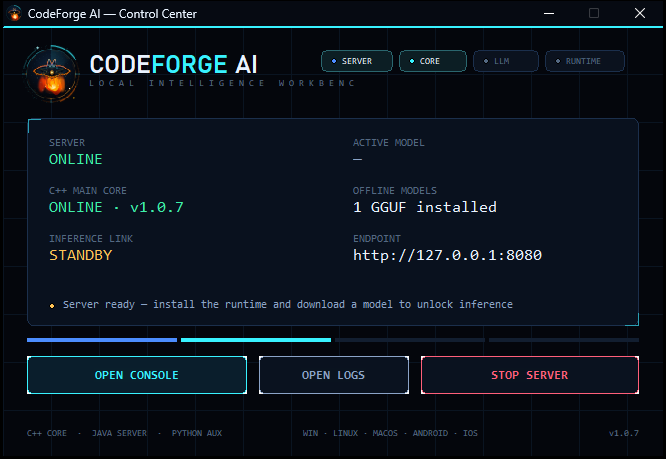 CodeForge AI — Control Center
CODEFORGE AI
LOCAL INTELLIGENCE WORKBENC
SERVER
CORE
LLM
RUNTIME
SERVER
ONLINE
ACTIVE MODEL
—
C++ MAIN CORE
ONLINE · v1.0.7
OFFLINE MODELS
1 GGUF installed
INFERENCE LINK
STANDBY
ENDPOINT
http://127.0.0.1:8080
Server ready — install the runtime and download a model to unlock inference
OPEN CONSOLE
OPEN LOGS
STOP SERVER
C++ CORE · JAVA SERVER · PYTHON AUX
WIN · LINUX · MACOS · ANDROID · IOS
v1.0.7